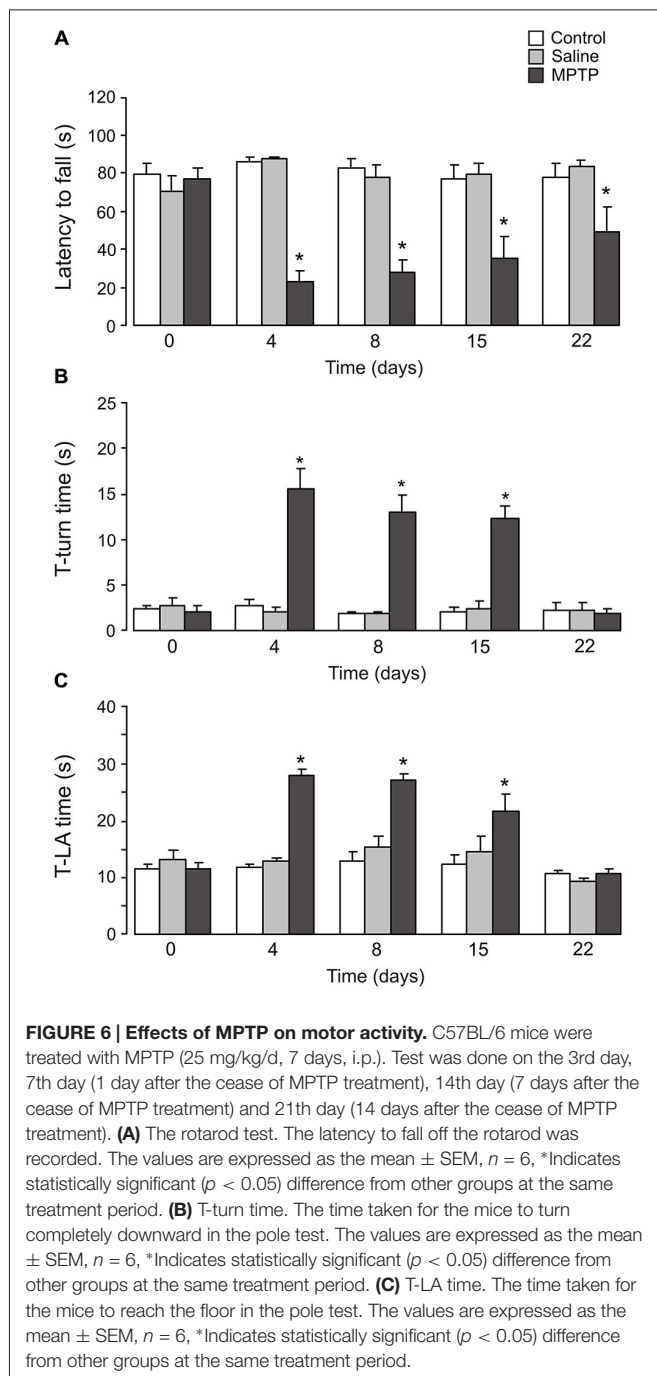 A
Control
Saline
MPTP
Latency to fall (s)
120
100
80
60
40
20
0
* * * *
0 4 8 15 22
Time (days)
B
T-turn time (s)
25
20
15
10
5
0
* * *
0 4 8 15 22
Time (days)
C
T-LA time (s)
40
30
20
10
0
* * *
0 4 8 15 22
Time (days)
FIGURE 6 | Effects of MPTP on motor activity. C57BL/6 mice were
treated with MPTP (25 mg/kg/d, 7 days, i.p.). Test was done on the 3rd day,
7th day (1 day after the cease of MPTP treatment), 14th day (7 days after the
cease of MPTP treatment) and 21th day (14 days after the cease of MPTP
treatment). (A) The rotarod test. The latency to fall off the rotarod was
recorded. The values are expressed as the mean ± SEM, n = 6, *Indicates
statistically significant (p < 0.05) difference from other groups at the same
treatment period. (B) T-turn time. The time taken for the mice to turn
completely downward in the pole test. The values are expressed as the mean
± SEM, n = 6, *Indicates statistically significant (p < 0.05) difference from
other groups at the same treatment period. (C) T-LA time. The time taken for
the mice to reach the floor in the pole test. The values are expressed as the
mean ± SEM, n = 6, *Indicates statistically significant (p < 0.05) difference
from other groups at the same treatment period.